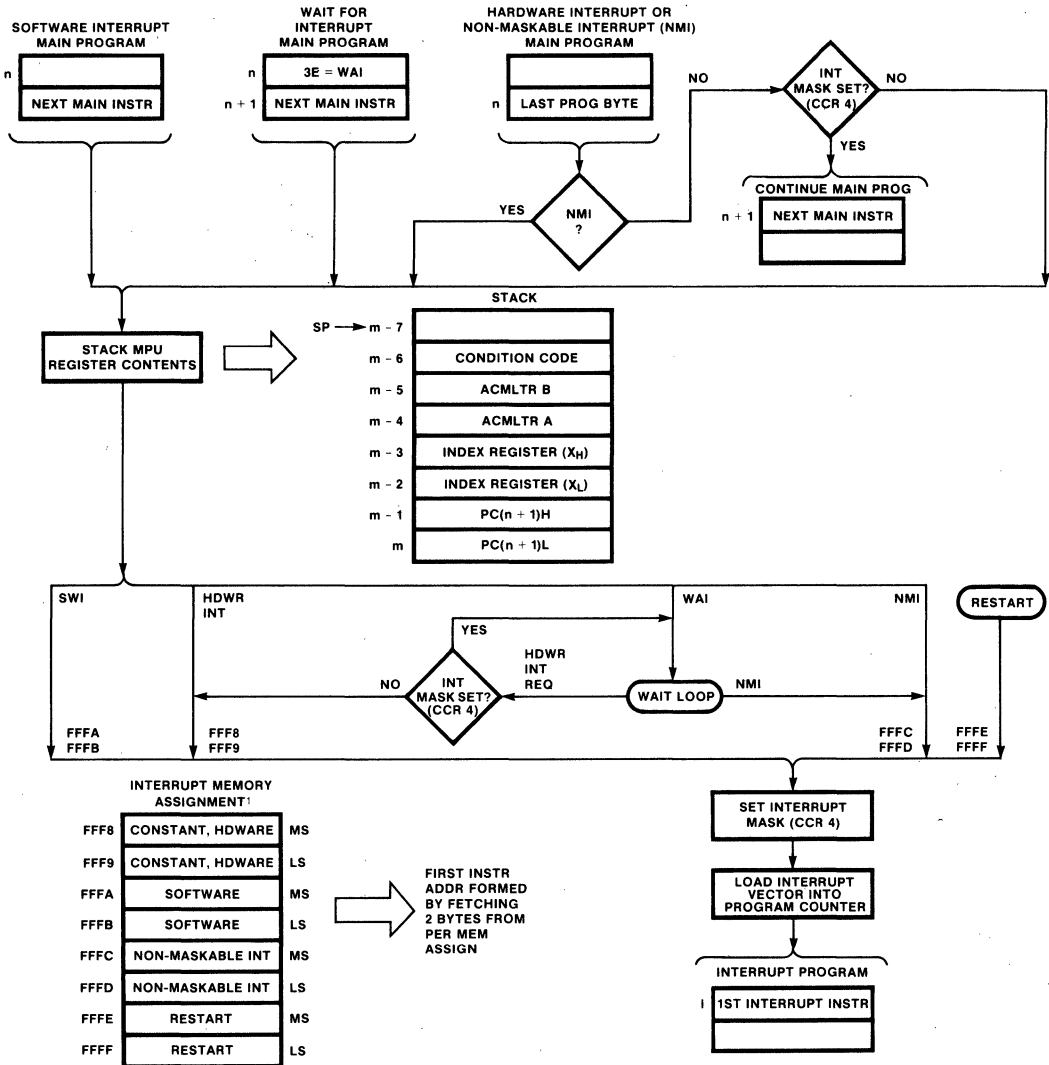 SOFTWARE INTERRUPT
MAIN PROGRAM
n
NEXT MAIN INSTR
WAIT FOR
INTERRUPT
MAIN PROGRAM
n
3E = WAI
n + 1
NEXT MAIN INSTR
HARDWARE INTERRUPT OR
NON-MASKABLE INTERRUPT (NMI)
MAIN PROGRAM
n
LAST PROG BYTE
NMI
?
YES
NO
INT
MASK SET?
(CCR 4)
NO
YES
CONTINUE MAIN PROG
n + 1
NEXT MAIN INSTR
STACK MPU
REGISTER CONTENTS
STACK
SP
m - 7
m - 6 CONDITION CODE
m - 5 ACMLTR B
m - 4 ACMLTR A
m - 3 INDEX REGISTER (XH)
m - 2 INDEX REGISTER (XL)
m - 1 PC(n + 1)H
m PC(n + 1)L
SWI
HDWR
INT
WAI
NMI
RESTART
YES
INT
MASK SET?
(CCR 4)
NO
HDWR
INT
REQ
WAIT LOOP
NMI
FFFA
FFFB
FFF8
FFF9
FFFC
FFFD
FFFE
FFFF
INTERRUPT MEMORY
ASSIGNMENT1
FFF8 CONSTANT, HDWARE MS
FFF9 CONSTANT, HDWARE LS
FFFA SOFTWARE MS
FFFB SOFTWARE LS
FFFC NON-MASKABLE INT MS
FFFD NON-MASKABLE INT LS
FFFE RESTART MS
FFFF RESTART LS
FIRST INSTR
ADDR FORMED
BY FETCHING
2 BYTES FROM
PER MEM
ASSIGN
SET INTERRUPT
MASK (CCR 4)
LOAD INTERRUPT
VECTOR INTO
PROGRAM COUNTER
INTERRUPT PROGRAM
I 1ST INTERRUPT INSTR